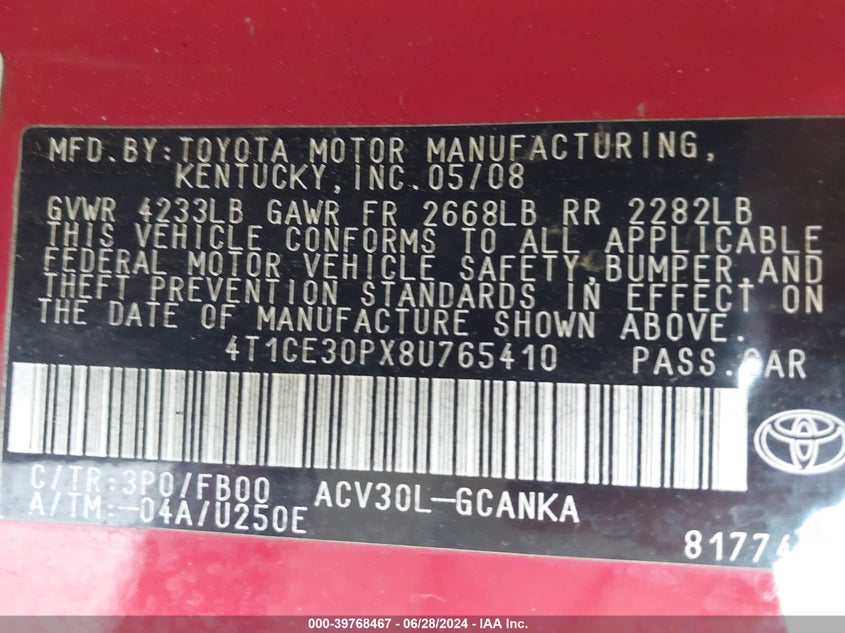 MFD.BY:TOYOTA MOTOR MANUFACTURING,
KENTUCKY,INC.05/08
GVWR 4233LB GAWR FR 2668LB RR 2282LB
THIS VEHICLE CONFORMS TO ALL APPLICABLE
FEDERAL MOTOR VEHICLE SAFETY,BUMPER,AND
THEFT PREVENTION STANDARDS IN EFFECT ON
THE DATE OF MANUFACTURE SHOWN ABOVE.
4T1CE30PX8U765410 PASS.CAR
C/TR:3P0/FB00 ACV30L-GCANKA
A/TM:-04A/U250E
000-39768467 | 06/28/2024 - IAA Inc.